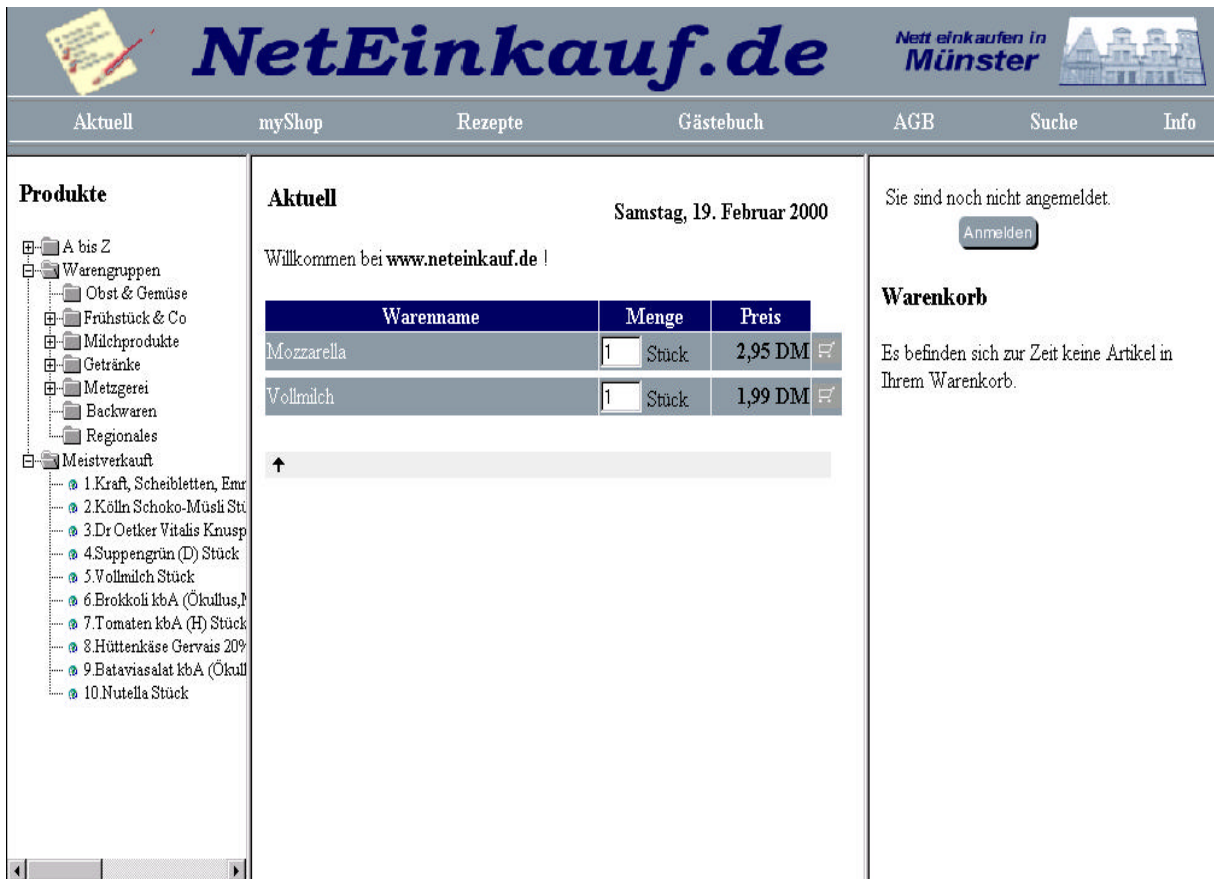 NetEinkauf.de
Nett einkaufen in
Münster
Aktuell myShop Rezepte Gästebuch AGB Suche Info
Produkte
A bis Z
Warengruppen
Obst & Gemüse
Frühstück & Co
Milchprodukte
Getränke
Metzgerei
Backwaren
Regionales
Meistverkauft
1.Kraft, Scheibletten, Emr
2.Kölln Schoko-Müsli Stü
3.Dr Oetker Vitalis Knusp
4.Suppengrün (D) Stück
5.Vollmilch Stück
6.Brokkoli kbA (Ökullus,
7.Tomaten kbA (H) Stück
8.Hüttenkäse Gervais 20%
9.Bataviasalat kbA (Ökull
10.Nutella Stück
Aktuell
Samstag, 19. Februar 2000
Willkommen bei www.neteinkauf.de !
Warenname Menge Preis
Mozzarella 1 Stück 2,95 DM
Vollmilch 1 Stück 1,99 DM
Sie sind noch nicht angemeldet.
Anmelden
Warenkorb
Es befinden sich zur Zeit keine Artikel in
Ihrem Warenkorb.